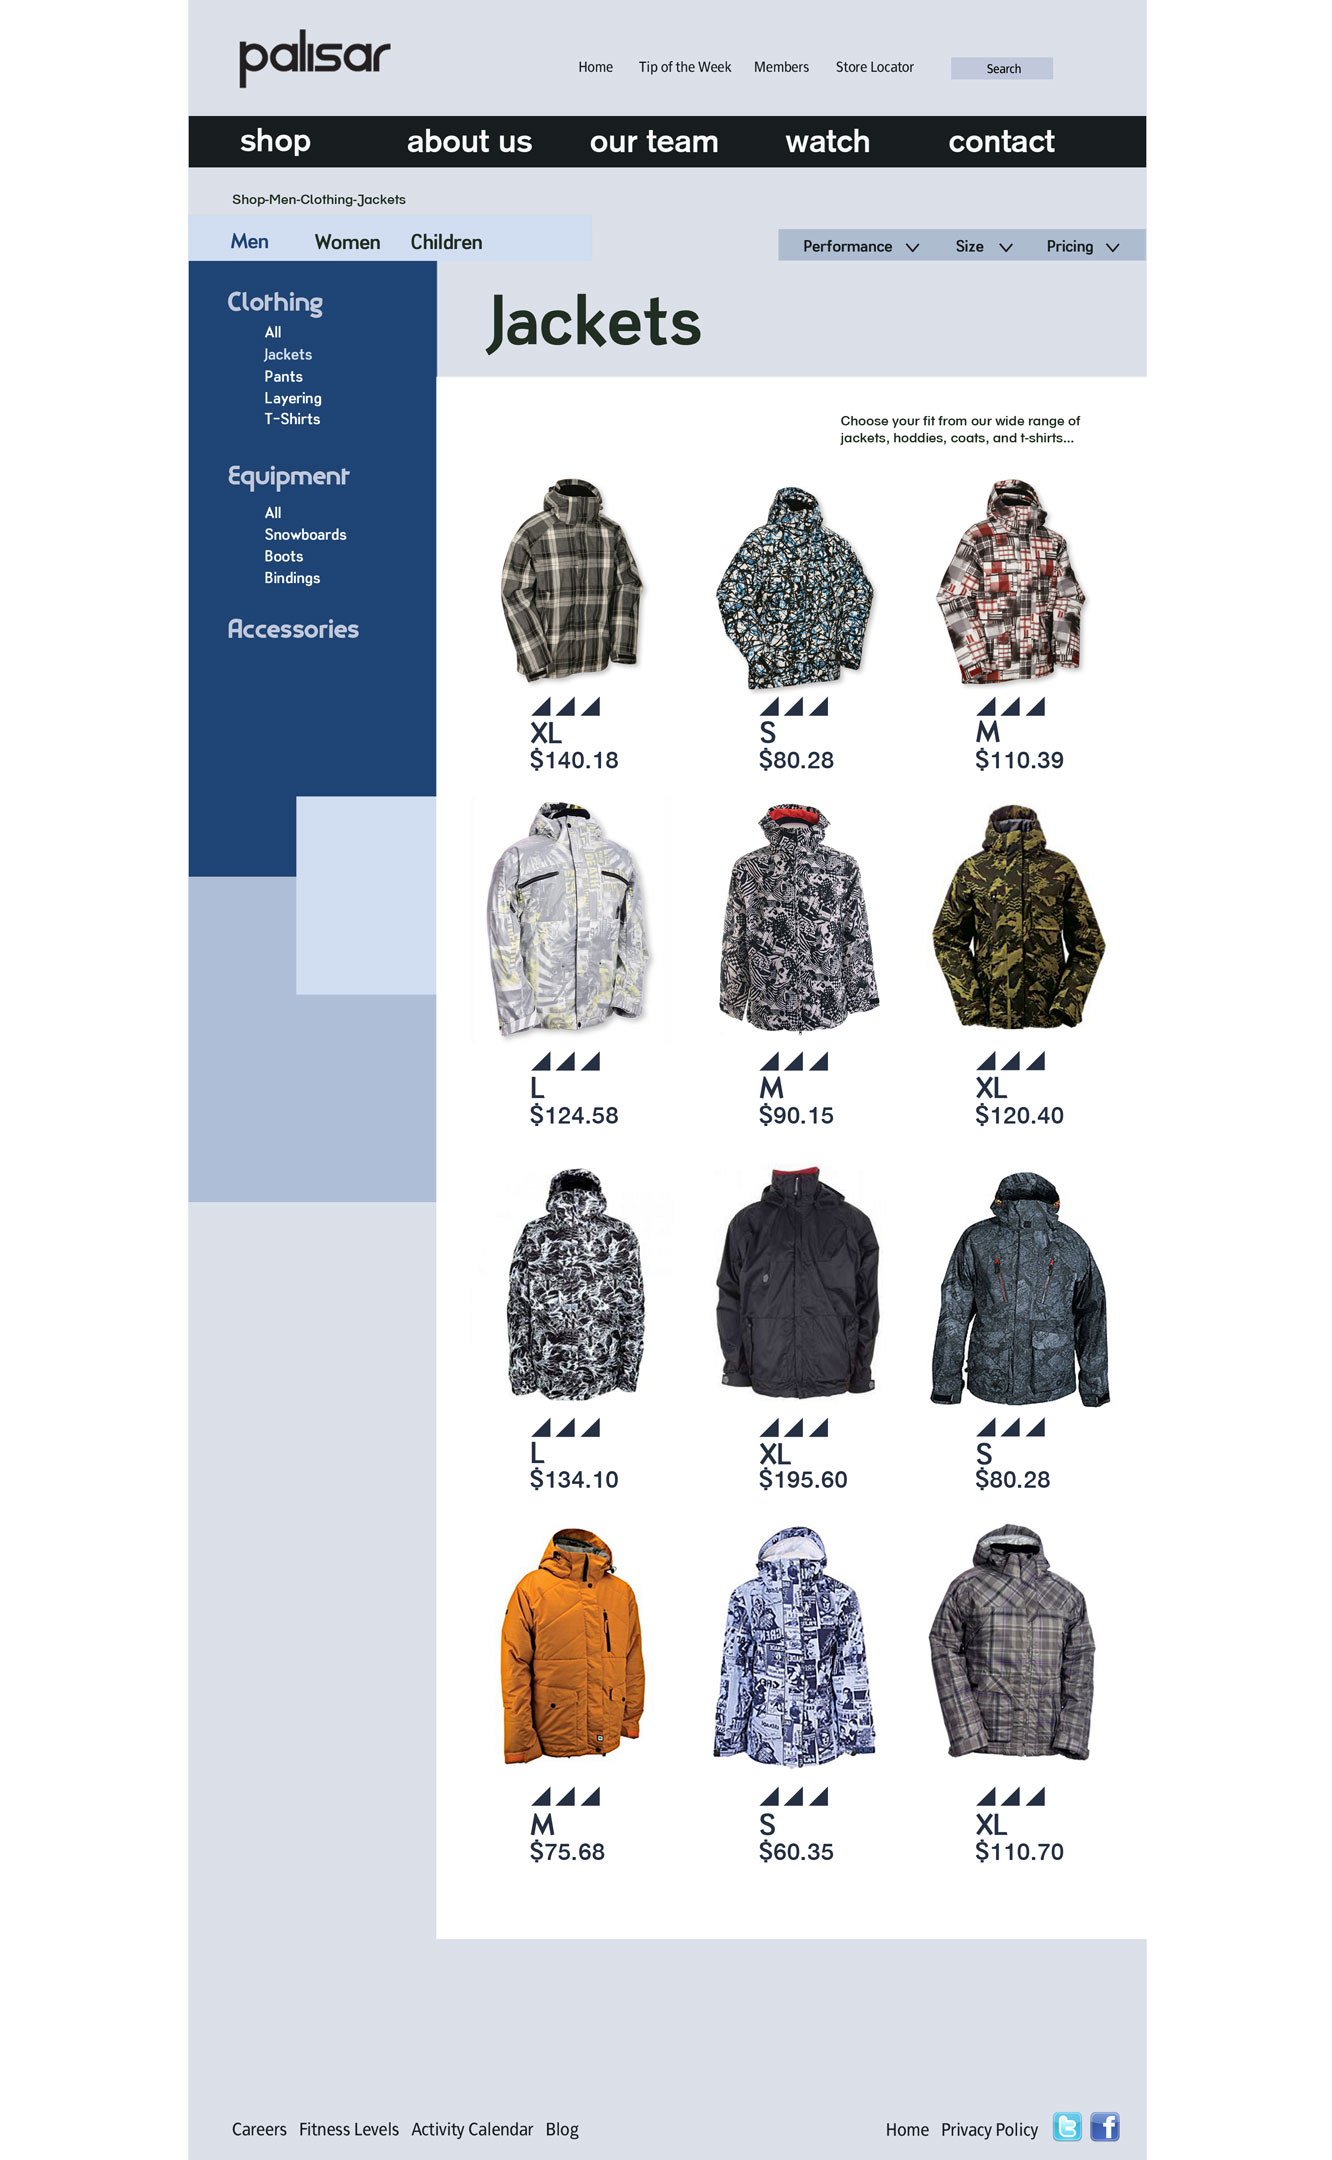 palisar
Home Tip of the Week Members Store Locator Search
shop about us our team watch contact
Shop-Men-Clothing-Jackets
Men Women Children
Performance Size Pricing
Clothing
All
Jackets
Pants
Layering
T-Shirts
Equipment
All
Snowboards
Boots
Bindings
Accessories
Jackets
Choose your fit from our wide range of
jackets, hoddies, coats, and t-shirts...
XL S M
$140.18 $80.28 $110.39
L M XL
$124.58 $90.15 $120.40
L XL S
$134.10 $195.60 $80.28
M S XL
$75.68 $60.35 $110.70
Careers Fitness Levels Activity Calendar Blog Home Privacy Policy